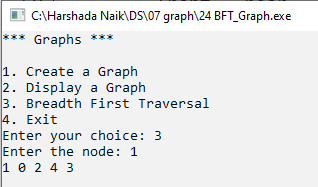 C:\Harshada Naik\DS\07 graph\24 BFT_Graph.exe
*** Graphs ***
1. Create a Graph
2. Display a Graph
3. Breadth First Traversal
4. Exit
Enter your choice: 3
Enter the node: 1
1 0 2 4 3